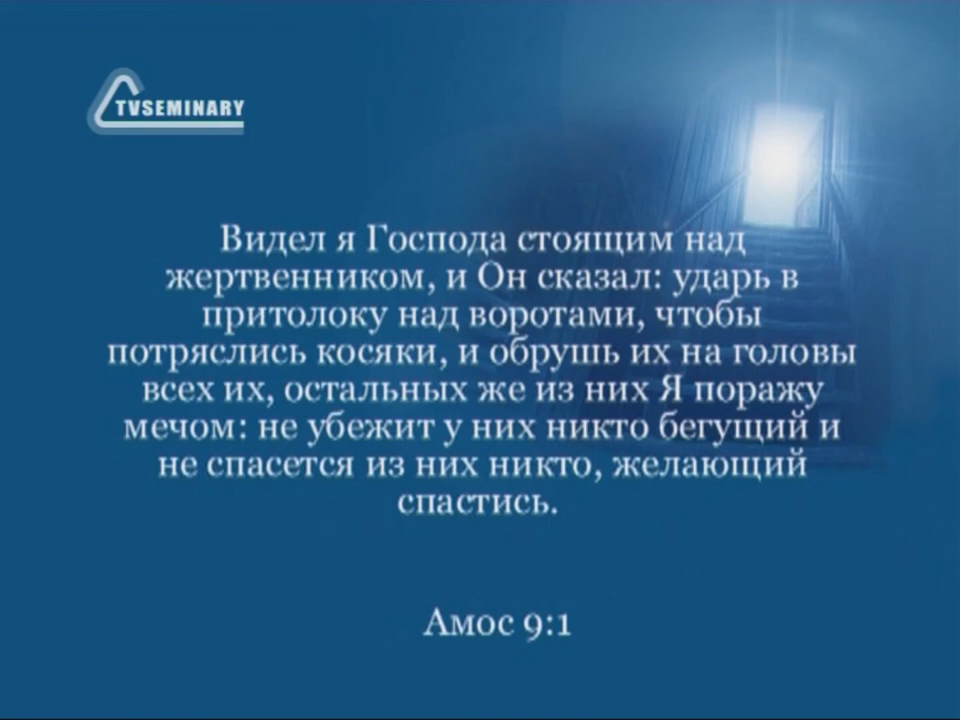 TVSEMINARY
Видел я Господа стоящим над
жертвенником, и Он сказал: ударь в
притолоку над воротами, чтобы
потряслись косяки, и обрушь их на головы
всех их, остальных же из них Я поражу
мечом: не убежит у них никто бегущий и
не спасется из них никто, желающий
спастись.
Амос 9:1